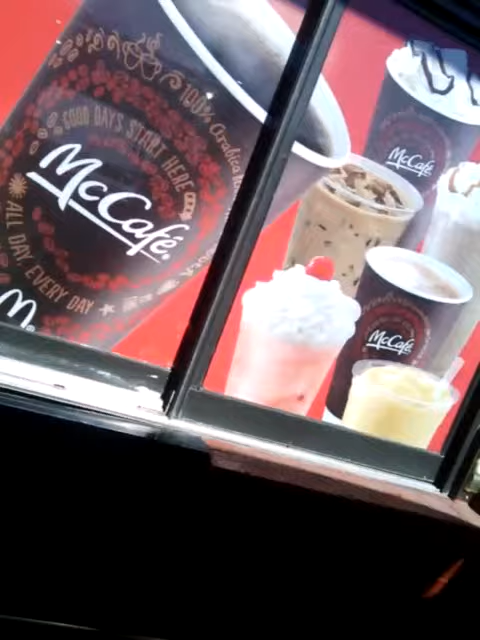 100% Arabica
GOOD DAYS START HERE
McCafé
ALL DAY EVERY DAY
McCafé
McCafé